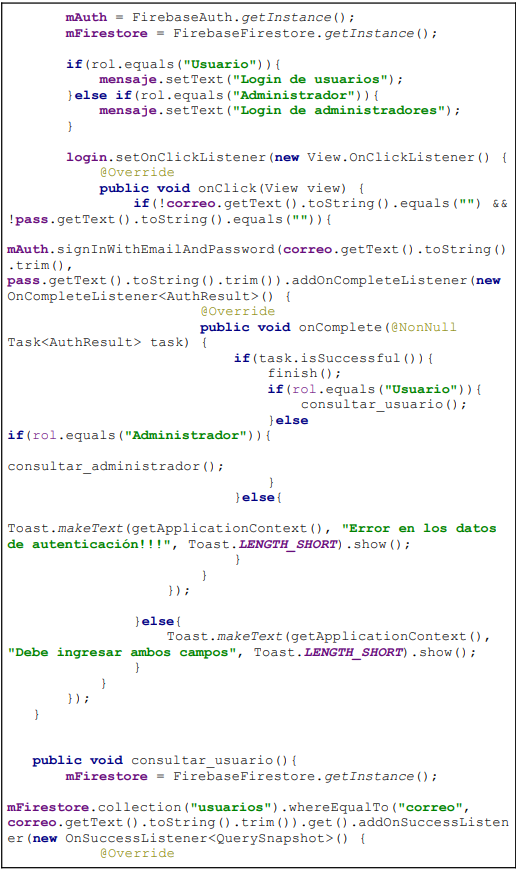 mAuth = FirebaseAuth.getInstance();
mFirestore = FirebaseFirestore.getInstance();
if(rol.equals("Usuario")){
mensaje.setText("Login de usuarios");
}else if(rol.equals("Administrador")){
mensaje.setText("Login de administradores");
}
login.setOnClickListener(new View.OnClickListener() {
@Override
public void onClick(View view) {
if(!correo.getText().toString().equals("") &&
!pass.getText().toString().equals("")){
mAuth.signInWithEmailAndPassword(correo.getText().toString()
.trim(),
pass.getText().toString().trim()).addOnCompleteListener(new
OnCompleteListener<AuthResult>() {
@Override
public void onComplete(@NonNull
Task<AuthResult> task) {
if(task.isSuccessful()){
finish();
if(rol.equals("Usuario")){
consultar_usuario();
}else
if(rol.equals("Administrador")){
consultar_administrador();
}
}else{
Toast.makeText(getApplicationContext(), "Error en los datos
de autenticación!!!", Toast.LENGTH_SHORT).show();
}
}
});
}else{
Toast.makeText(getApplicationContext(),
"Debe ingresar ambos campos", Toast.LENGTH_SHORT).show();
}
}
});
}
public void consultar_usuario(){
mFirestore = FirebaseFirestore.getInstance();
mFirestore.collection("usuarios").whereEqualTo("correo",
correo.getText().toString().trim()).get().addOnSuccessListen
er(new OnSuccessListener<QuerySnapshot>() {
@Override